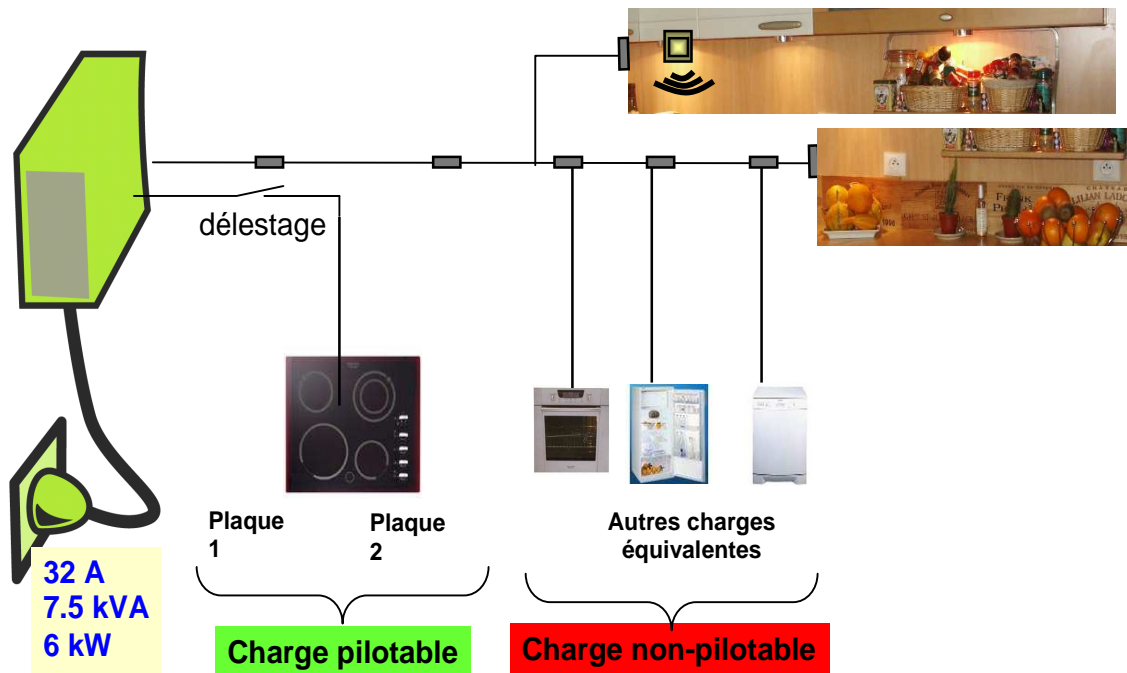 délestage
Plaque
1
Plaque
2
Autres charges
équivalentes
32 A
7.5 kVA
6 kW
Charge pilotable
Charge non-pilotable